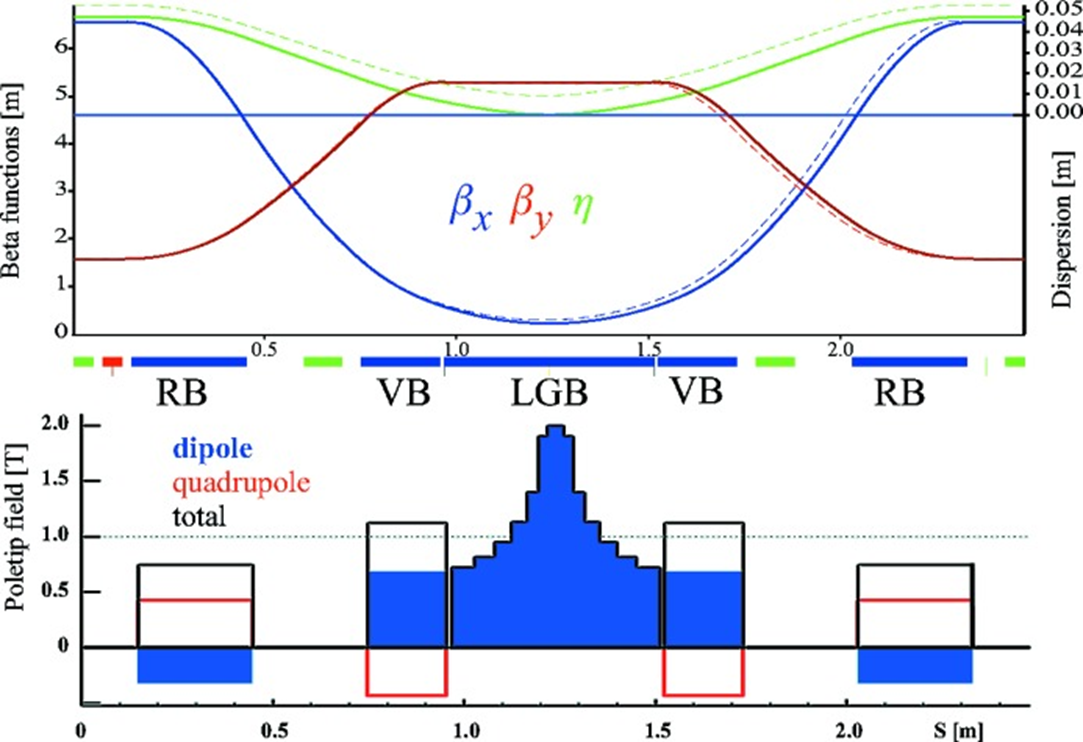 Beta functions [m]
6
5
4
3
2
1
0
0.05
0.04
0.03
0.02
0.01
0.00
Dispersion [m]
βx βy η
0.5 1.0 1.5 2.0
RB VB LGB VB RB
Poletip field [T]
2.0
1.5
1.0
0.5
0
dipole
quadrupole
total
0 0.5 1.0 1.5 2.0 S [m]